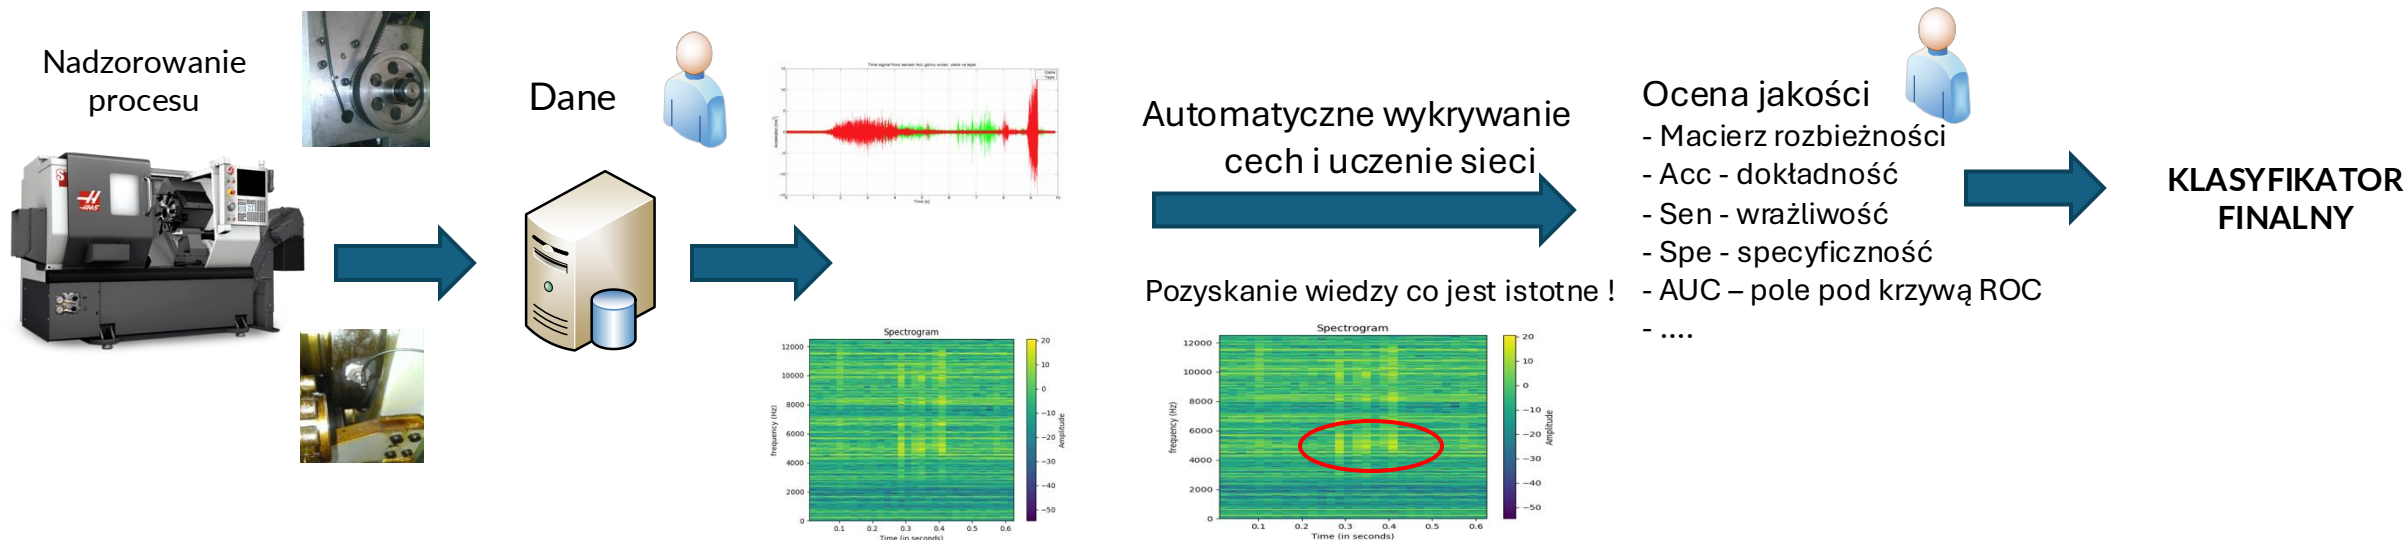 Nadzorowanie
procesu
HAAS
Dane
Time [s]
Spectrogram
frequency (Hz)
12000
10000
8000
6000
4000
2000
0
0.1 0.2 0.3 0.4 0.5 0.6
Time (in seconds)
20
10
0
−10
−20
−30
−40
−50
Amplitude
Automatyczne wykrywanie
cech i uczenie sieci
Pozyskanie wiedzy co jest istotne !
Spectrogram
frequency (Hz)
12000
10000
8000
6000
4000
2000
0
0.1 0.2 0.3 0.4 0.5 0.6
Time (in seconds)
20
10
0
−10
−20
−30
−40
−50
Amplitude
Ocena jakości
- Macierz rozbieżności
- Acc - dokładność
- Sen - wrażliwość
- Spe - specyficzność
- AUC – pole pod krzywą ROC
- ....
KLASYFIKATOR
FINALNY